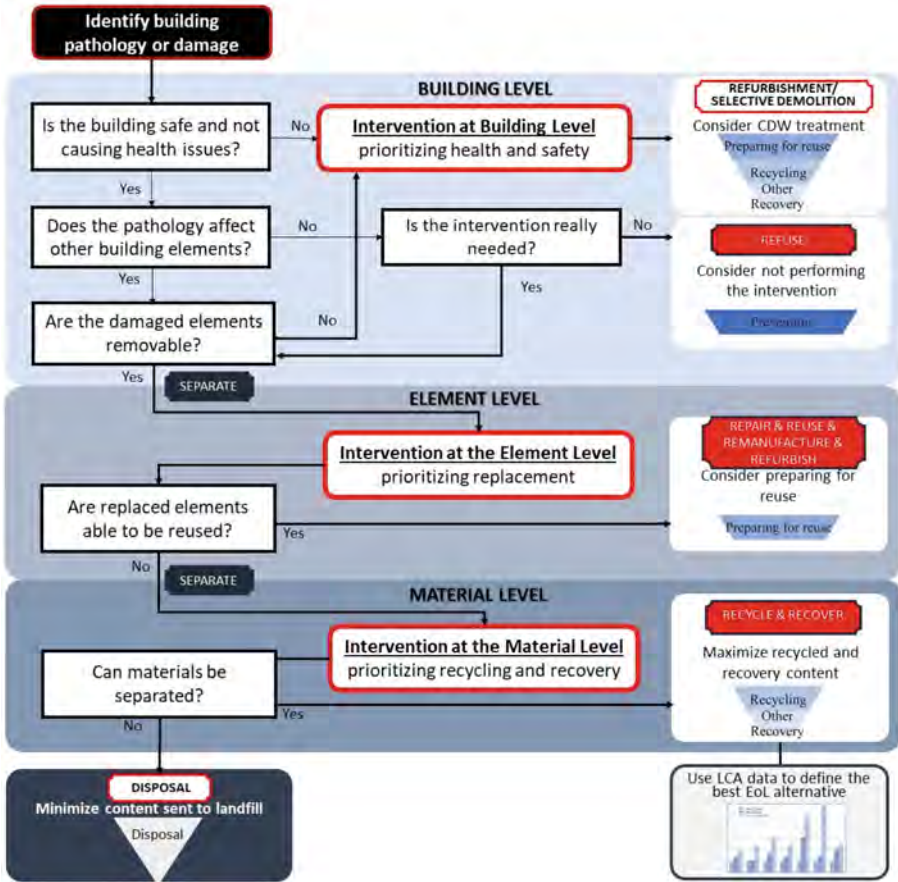 Identify building
pathology or damage
BUILDING LEVEL
Is the building safe and not
causing health issues?
No
Yes
Intervention at Building Level
prioritizing health and safety
REFURBISHMENT/
SELECTIVE DEMOLITION
Consider CDW treatment
Preparing for reuse
Recycling
Other
Recovery
Does the pathology affect
other building elements?
No
Yes
Is the intervention really
needed?
No
Yes
REFUSE
Consider not performing
the intervention
Prevention
Are the damaged elements
removable?
No
Yes
SEPARATE
ELEMENT LEVEL
Intervention at the Element Level
prioritizing replacement
REPAIR & REUSE &
REMANUFACTURE &
REFURBISH
Consider preparing for
reuse
Preparing for reuse
Are replaced elements
able to be reused?
Yes
No
SEPARATE
MATERIAL LEVEL
Intervention at the Material Level
prioritizing recycling and recovery
RECYCLE & RECOVER
Maximize recycled and
recovery content
Recycling
Other
Recovery
Can materials be
separated?
Yes
No
DISPOSAL
Minimize content sent to landfill
Disposal
Use LCA data to define the
best EoL alternative